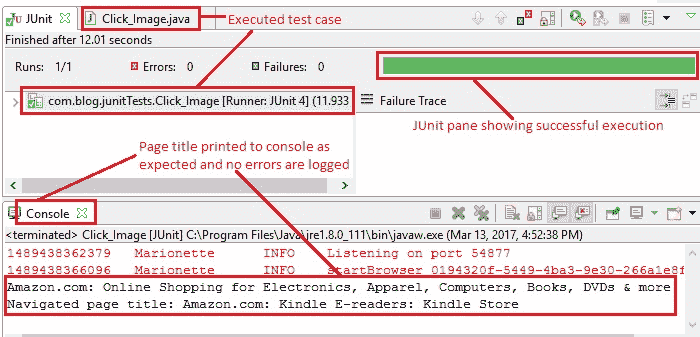 JUnit
Click_Image.java
Executed test case
Finished after 12.01 seconds
Runs: 1/1
Errors: 0
Failures: 0
com.blog.junitTests.Click_Image [Runner: JUnit 4] (11.933
Failure Trace
JUnit pane showing successful execution
Page title printed to console as
expected and no errors are logged
Console
<terminated> Click_Image [JUnit] C:\Program Files\Java\jre1.8.0_111\bin\javaw.exe (Mar 13, 2017, 4:52:38 PM)
1489438362379 Marionette INFO Listening on port 54877
1489438366096 Marionette INFO startBrowser 0194320f-5449-4ba3-9e30-266a1e8f
Amazon.com: Online Shopping for Electronics, Apparel, Computers, Books, DVDs & more
Navigated page title: Amazon.com: Kindle E-readers: Kindle Store